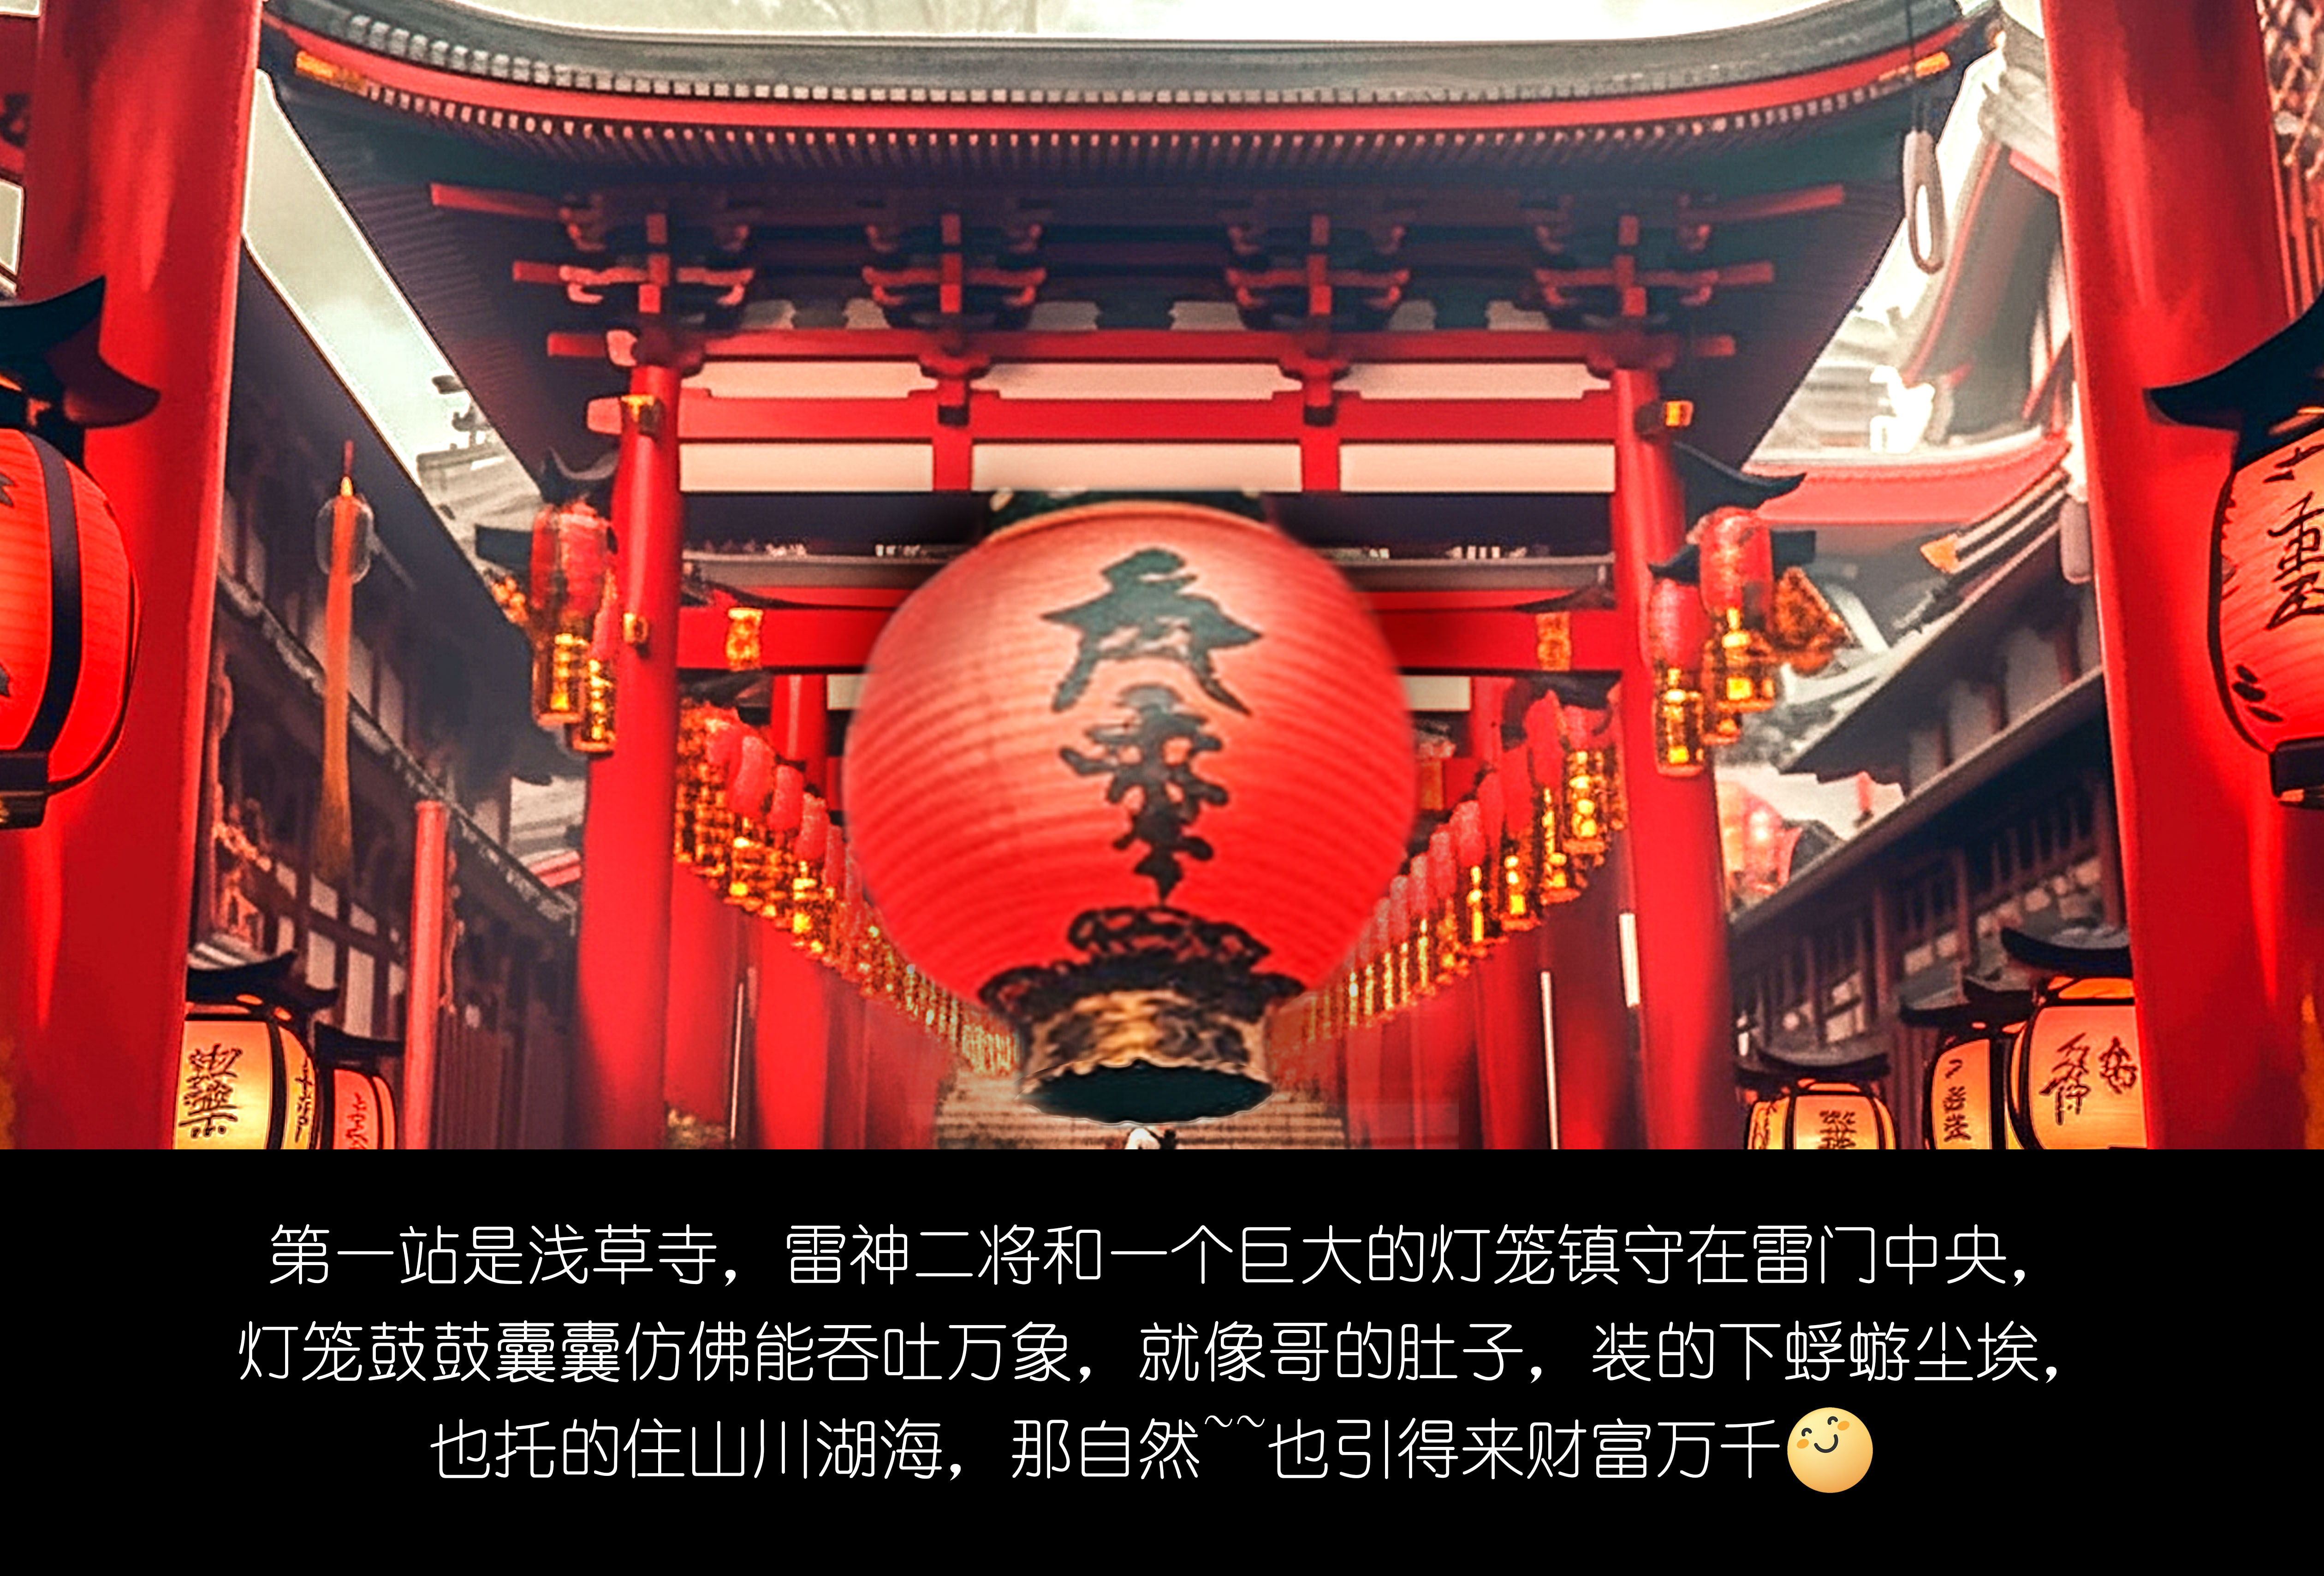 第一站是浅草寺，雷神二将和一个巨大的灯笼镇守在雷门中央，
灯笼鼓鼓囊囊仿佛能吞吐万象，就像哥的肚子，装的下蜉蝣尘埃，
也托的住山川湖海，那自然~~也引得来财富万千